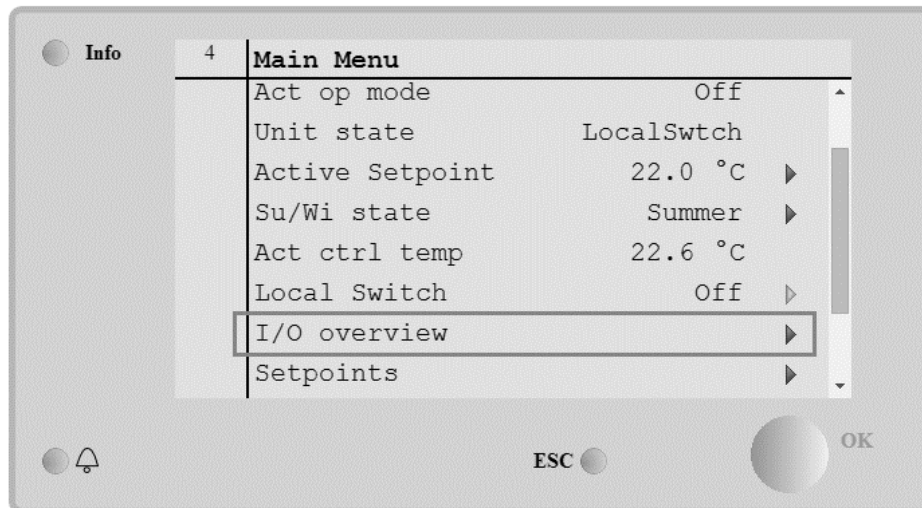 Info
4 Main Menu
Act op mode Off
Unit state LocalSwtch
Active Setpoint 22.0 °C
Su/Wi state Summer
Act ctrl temp 22.6 °C
Local Switch Off
I/O overview
Setpoints
ESC
OK